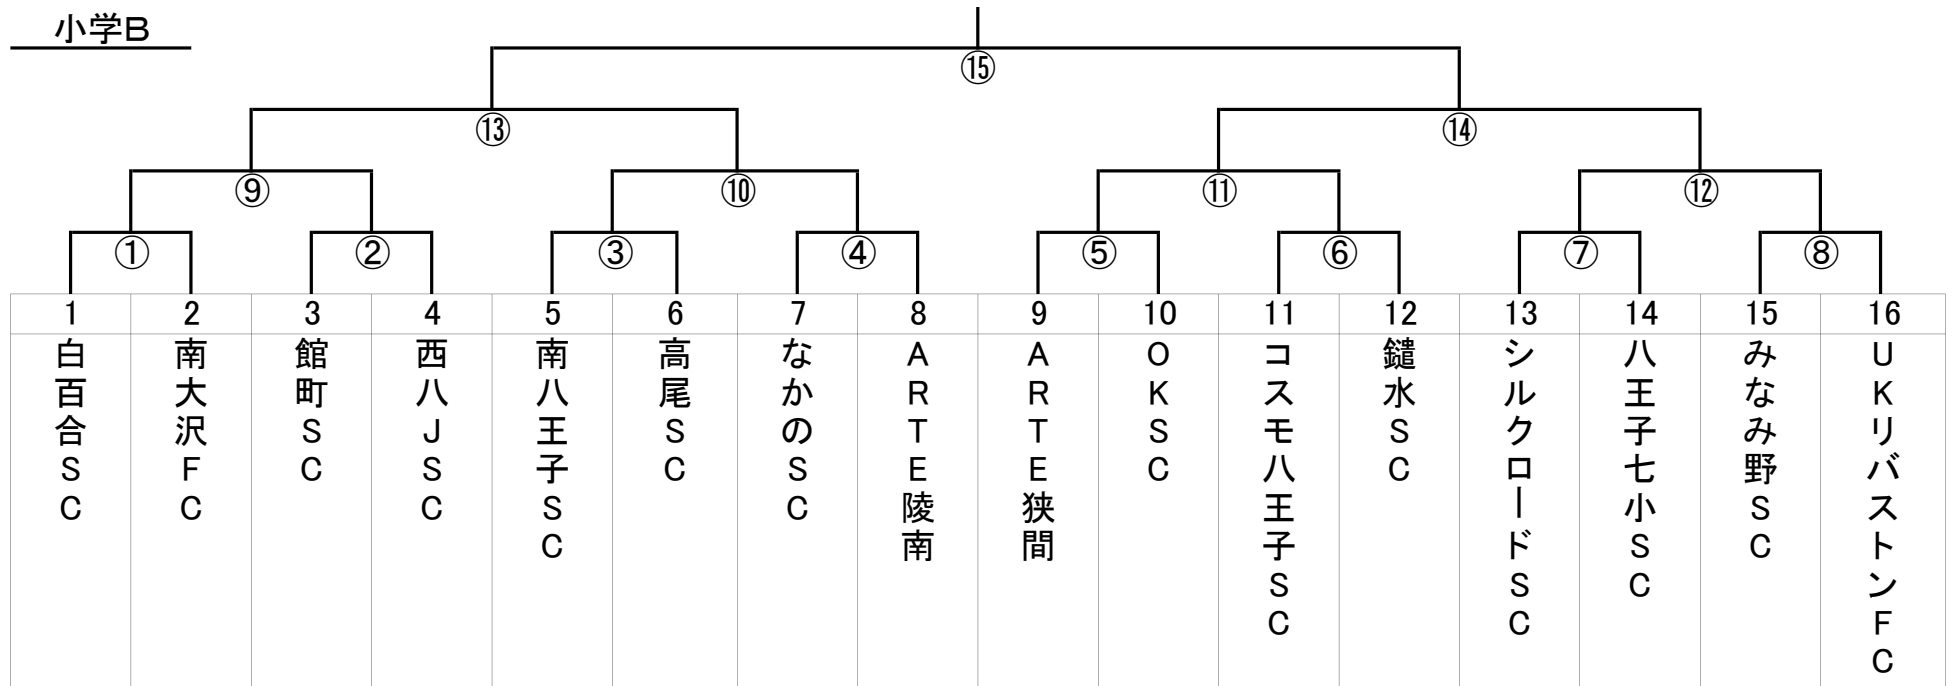 小学B
⑮
⑬
⑭
⑨
⑩
⑪
⑫
①
②
③
④
⑤
⑥
⑦
⑧
1
2
3
4
5
6
7
8
9
10
11
12
13
14
15
16
白百合SC
南大沢FC
館町SC
西八JSC
南八王子SC
高尾SC
なかのSC
ARTE陵南
ARTE狭間
OKSC
コスモ八王子SC
鑓水SC
シルクロードSC
八王子七小SC
みなみ野SC
UKリバストンFC